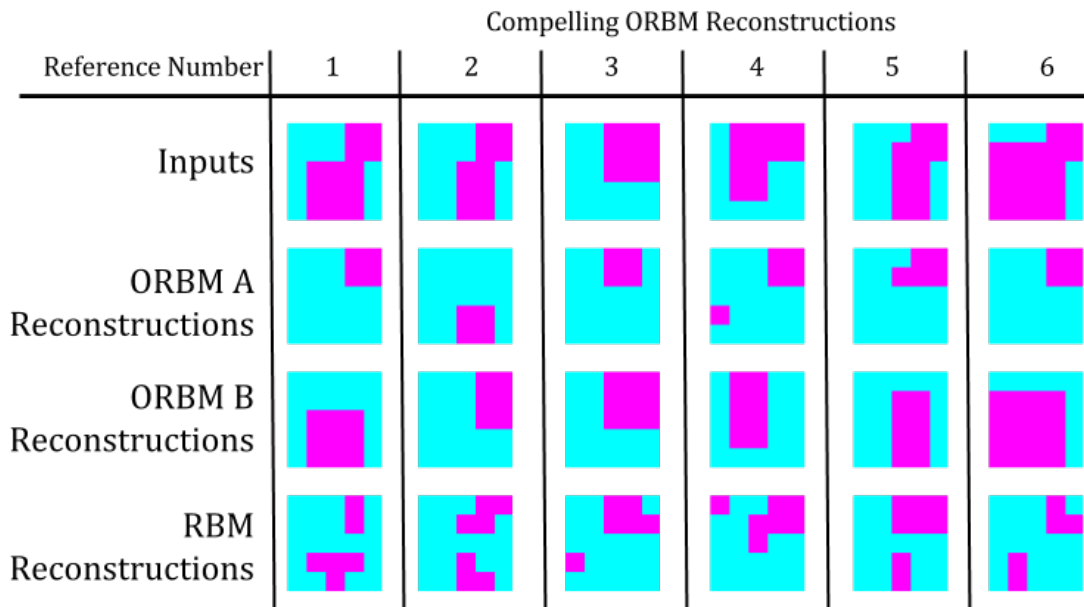 Compelling ORBM Reconstructions
Reference Number 1 2 3 4 5 6
Inputs
ORBM A
Reconstructions
ORBM B
Reconstructions
RBM
Reconstructions